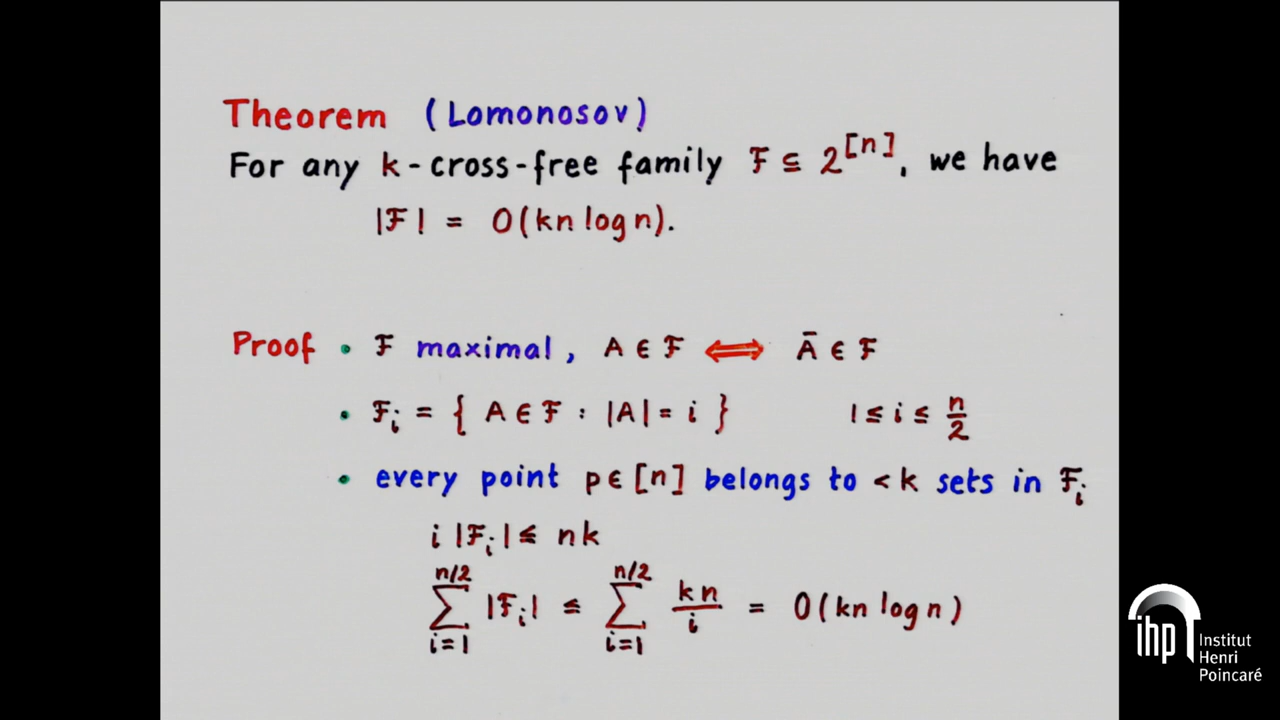 Theorem (Lomonosov)
For any k-cross-free family ℱ ⊆ 2^[n], we have
|ℱ| = O(kn log n).
Proof • ℱ maximal, A ∈ ℱ ⟺ Ā ∈ ℱ
• ℱ_i = { A ∈ ℱ : |A| = i } 1 ≤ i ≤ n/2
• every point p ∈ [n] belongs to < k sets in ℱ_i
i |ℱ_i| ≤ nk
∑_{i=1}^{n/2} |ℱ_i| ≤ ∑_{i=1}^{n/2} kn/i = O(kn log n)
ihp Institut
Henri
Poincaré